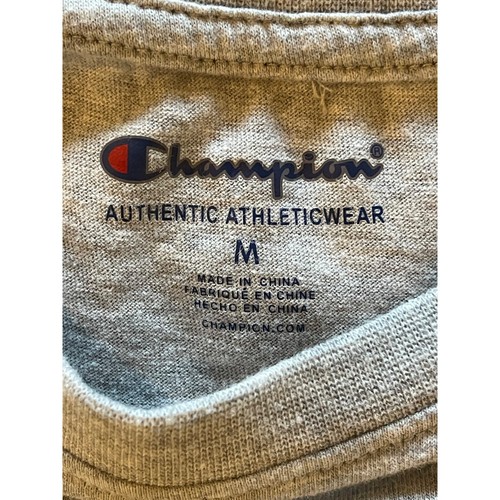 Champion®
AUTHENTIC ATHLETICWEAR
M
MADE IN CHINA
FABRIQUÉ EN CHINE
HECHO EN CHINA
CHAMPION.COM